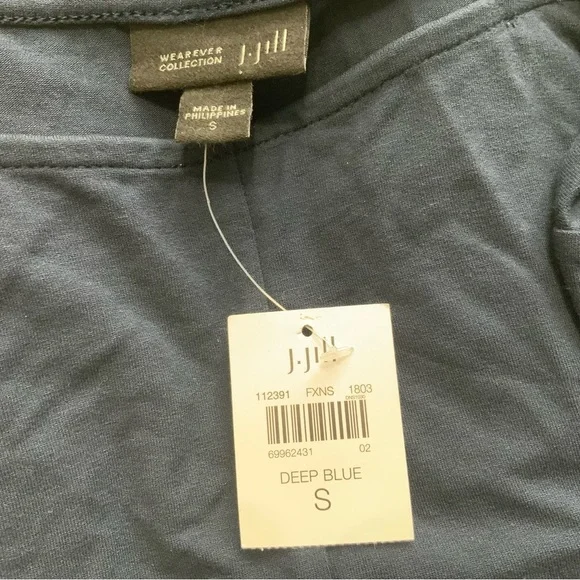 WEAREVER
COLLECTION
J.Jill
MADE IN
PHILIPPINES
S
J.Jill
112391 FXNS 1803
69962431 02
DEEP BLUE
S